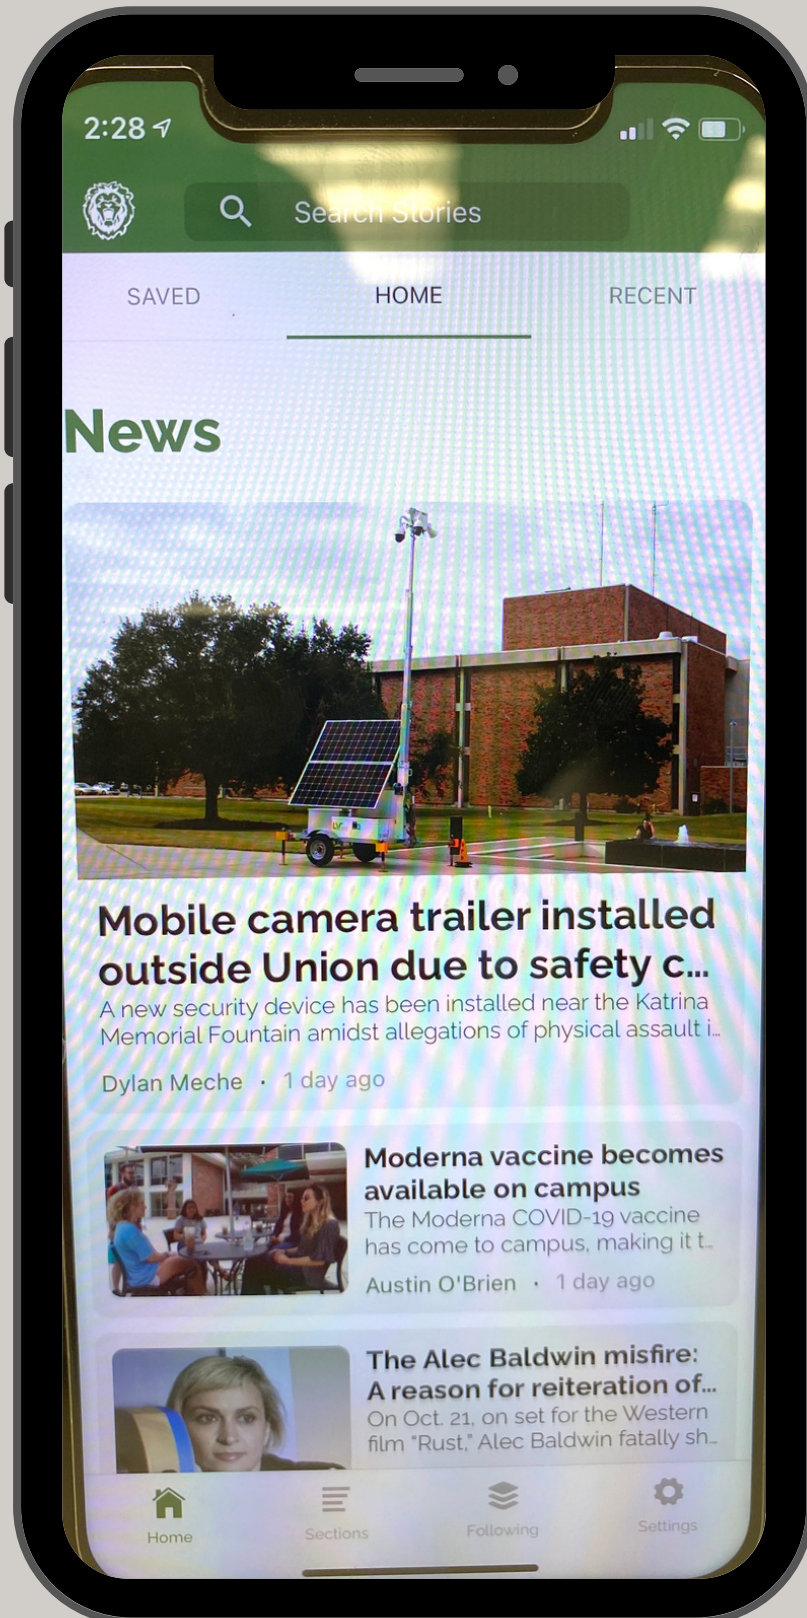 2:28
Search Stories
SAVED
HOME
RECENT
News
Mobile camera trailer installed
outside Union due to safety c...
A new security device has been installed near the Katrina
Memorial Fountain amidst allegations of physical assault i...
Dylan Meche · 1 day ago
Moderna vaccine becomes
available on campus
The Moderna COVID-19 vaccine
has come to campus, making it t...
Austin O'Brien · 1 day ago
The Alec Baldwin misfire:
A reason for reiteration of...
On Oct. 21, on set for the Western
film “Rust,” Alec Baldwin fatally sh...
Home
Sections
Following
Settings